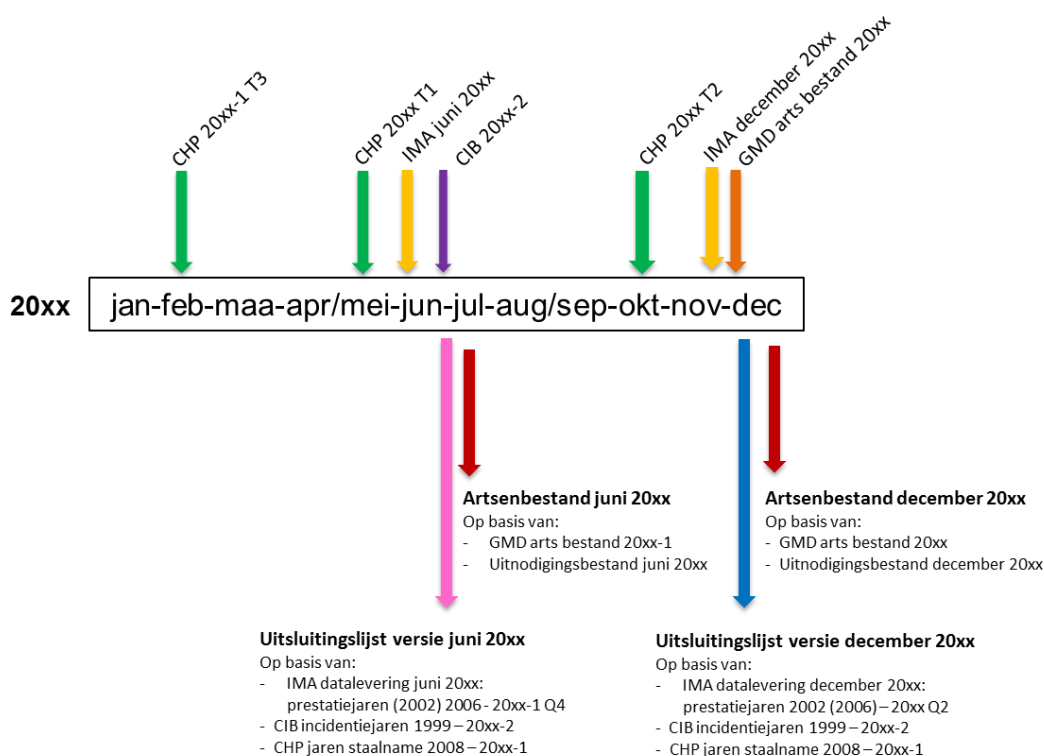 CHP 20xx-1 T3
CHP 20xx T1
IMA juni 20xx
CIB 20xx-2
CHP 20xx T2
IMA december 20xx
GMD arts bestand 20xx
20xx
jan-feb-maa-apr/mei-jun-jul-aug/sep-okt-nov-dec
Artsenbestand juni 20xx
Op basis van:
- GMD arts bestand 20xx-1
- Uitnodigingsbestand juni 20xx
Artsenbestand december 20xx
Op basis van:
- GMD arts bestand 20xx
- Uitnodigingsbestand december 20xx
Uitsluitingslijst versie juni 20xx
Op basis van:
- IMA datalevering juni 20xx:
prestatiejaren (2002) 2006 - 20xx-1 Q4
- CIB incidentiejaren 1999 – 20xx-2
- CHP jaren staalname 2008 – 20xx-1
Uitsluitingslijst versie december 20xx
Op basis van:
- IMA datalevering december 20xx:
prestatiejaren 2002 (2006) – 20xx Q2
- CIB incidentiejaren 1999 – 20xx-2
- CHP jaren staalname 2008 – 20xx-1